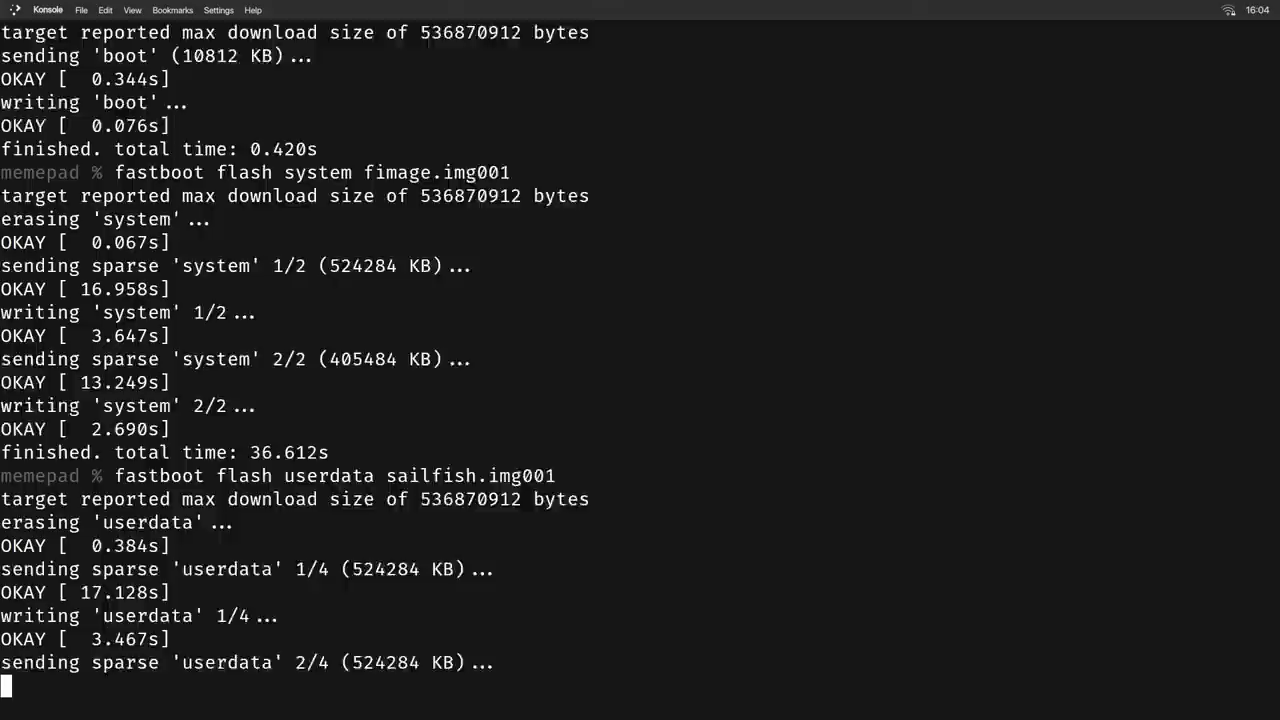 Konsole File Edit View Bookmarks Settings Help 16:04
target reported max download size of 536870912 bytes
sending 'boot' (10812 KB)...
OKAY [  0.344s]
writing 'boot'...
OKAY [  0.076s]
finished. total time: 0.420s
memepad % fastboot flash system fimage.img001
target reported max download size of 536870912 bytes
erasing 'system'...
OKAY [  0.067s]
sending sparse 'system' 1/2 (524284 KB)...
OKAY [ 16.958s]
writing 'system' 1/2...
OKAY [  3.647s]
sending sparse 'system' 2/2 (405484 KB)...
OKAY [ 13.249s]
writing 'system' 2/2...
OKAY [  2.690s]
finished. total time: 36.612s
memepad % fastboot flash userdata sailfish.img001
target reported max download size of 536870912 bytes
erasing 'userdata'...
OKAY [  0.384s]
sending sparse 'userdata' 1/4 (524284 KB)...
OKAY [ 17.128s]
writing 'userdata' 1/4...
OKAY [  3.467s]
sending sparse 'userdata' 2/4 (524284 KB)...